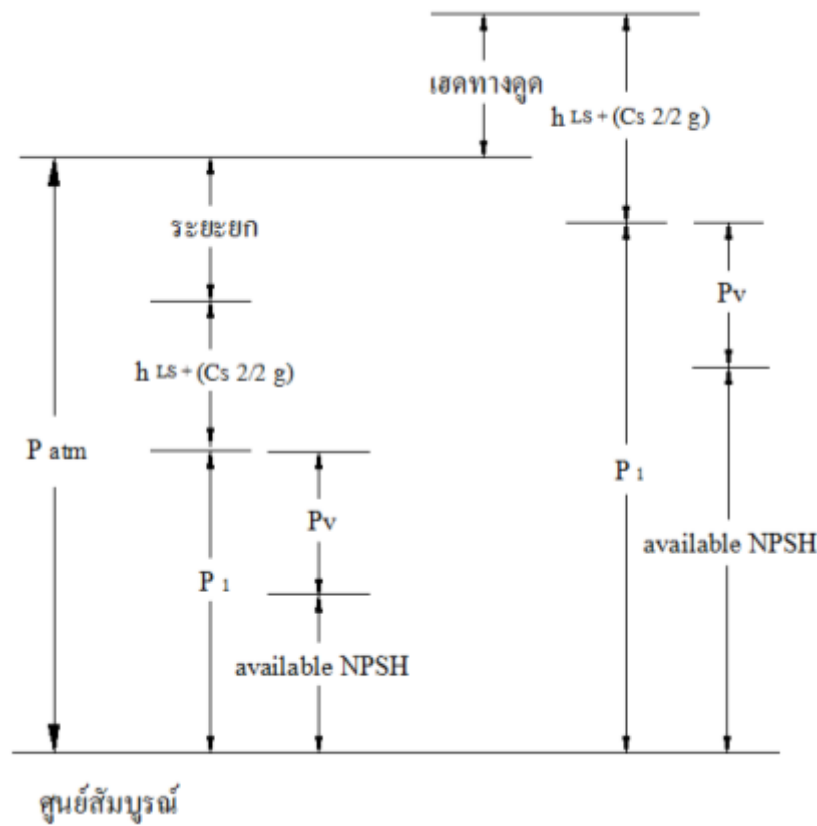 เฮดทางดูด
h LS + (Cs 2/2 g)
ระยะยก
Pv
h LS + (Cs 2/2 g)
P atm
P 1
Pv
available NPSH
P 1
available NPSH
ศูนย์สัมบูรณ์